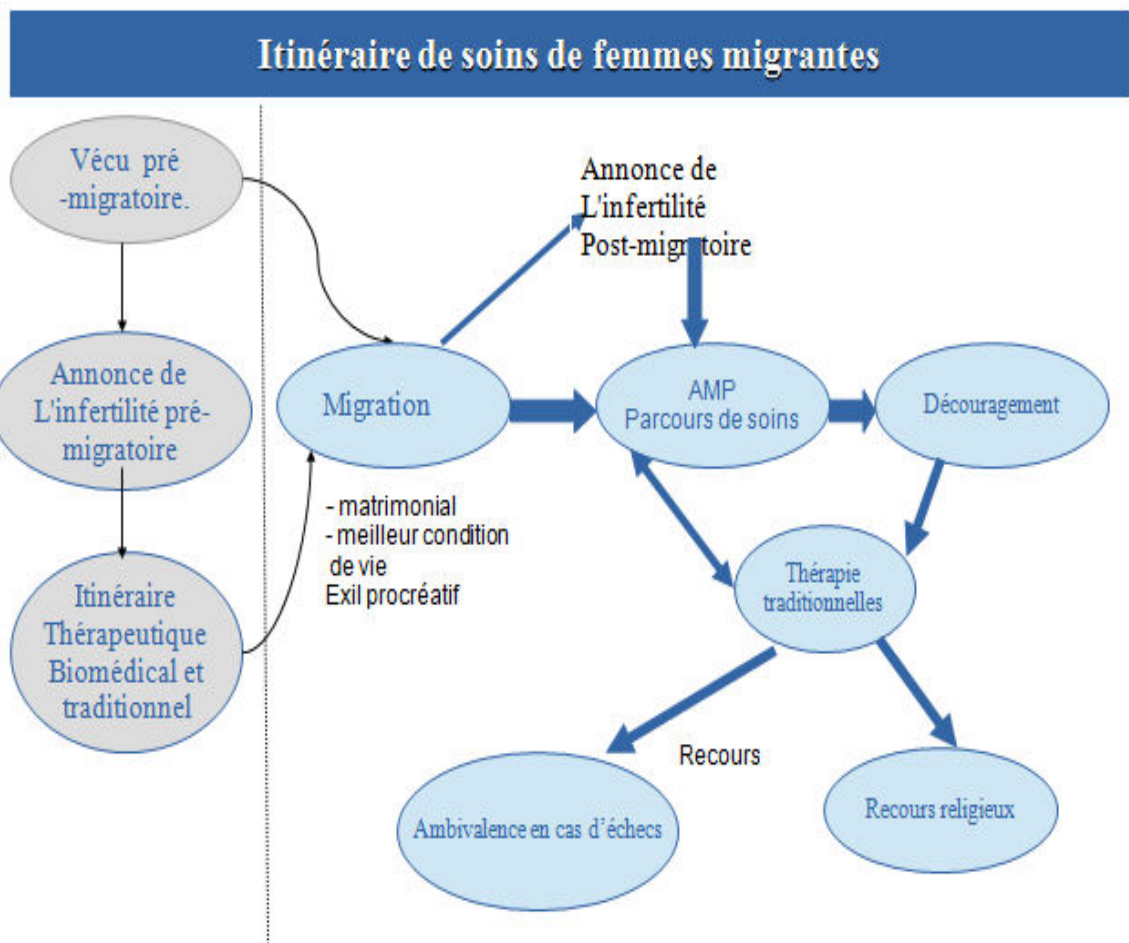 Itinéraire de soins de femmes migrantes
Vécu pré
-migratoire.
Annonce de
L'infertilité pré-
migratoire
Itinéraire
Thérapeutique
Biomédical et
traditionnel
Migration
- matrimonial
- meilleur condition
de vie
Exil procréatif
Annonce de
L'infertilité
Post-migratoire
AMP
Parcours de soins
Découragement
Thérapie
traditionnelles
Recours
Ambivalence en cas d’échecs
Recours religieux